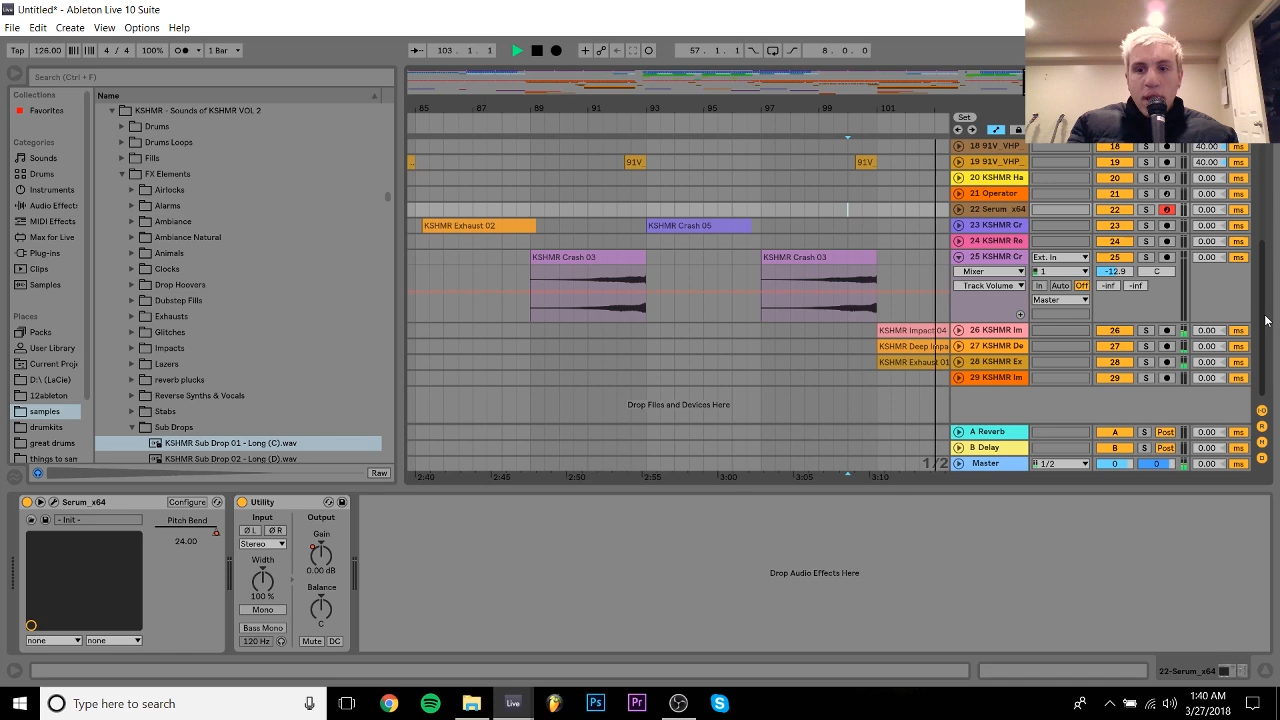 Untitled* - Ableton Live 10 Suite
File Edit Create View Options Help
Tap 126.00 4 / 4 100% 1 Bar 103 . 1 . 1 57 . 1 . 1 8 . 0 . 0
Search (Ctrl + F)
Collections
Favorites
Categories
Sounds
Drums
Instruments
Audio Effects
MIDI Effects
Max for Live
Plug-ins
Clips
Samples
Places
Packs
User Library
Current Proj
D:\ (LaCie)
12ableton
samples
drumkits
great drums
things to sam
Name
KSHMR - Sounds of KSHMR VOL 2
Drums
Drums Loops
Fills
FX Elements
Airlocks
Alarms
Ambiance
Ambiance Natural
Animals
Clocks
Drop Hoovers
Dubstep Fills
Exhausts
Glitches
Impacts
Lazers
reverb plucks
Reverse Synths & Vocals
Stabs
Sub Drops
KSHMR Sub Drop 01 - Long (C).wav
KSHMR Sub Drop 02 - Long (D).wav
Raw
85 87 89 91 93 95 97 99 101
Set
18 91V_VHP_ 18 40.00 ms
91V_ 91V 19 91V_VHP_ 19 40.00 ms
20 KSHMR Ha 20 0.00 ms
21 Operator 21 0.00 ms
22 Serum_x64 22 S 0.00 ms
KSHMR Exhaust 02 KSHMR Crash 05 23 KSHMR Cr 23 S 0.00 ms
24 KSHMR Re 24 S 0.00 ms
KSHMR Crash 03 KSHMR Crash 03 25 KSHMR Cr Ext. In 25 S 0.00 ms
Mixer 1 -12.9 C
Track Volume In Auto Off -inf -inf
Master
KSHMR Impact 04 26 KSHMR Im 26 S 0.00 ms
KSHMR Deep Impa 27 KSHMR De 27 S 0.00 ms
KSHMR Exhaust 01 28 KSHMR Ex 28 S 0.00 ms
29 KSHMR Im 29 S 0.00 ms
Drop Files and Devices Here
A Reverb A S Post 0.00 ms
B Delay B S Post 0.00 ms
1/2 Master 1/2 0 0 0.00 ms
2:40 2:45 2:50 2:55 3:00 3:05 3:10
Serum_x64 Configure
- Init -
Pitch Bend
24.00
none none
Utility
Input Output
Ø L Ø R Gain
Stereo
0.00 dB
Width
100 %
Balance
Mono C
Bass Mono
120 Hz Mute DC
Drop Audio Effects Here
22-Serum_x64
Type here to search
Live Ps Pr
1:40 AM
3/27/2018